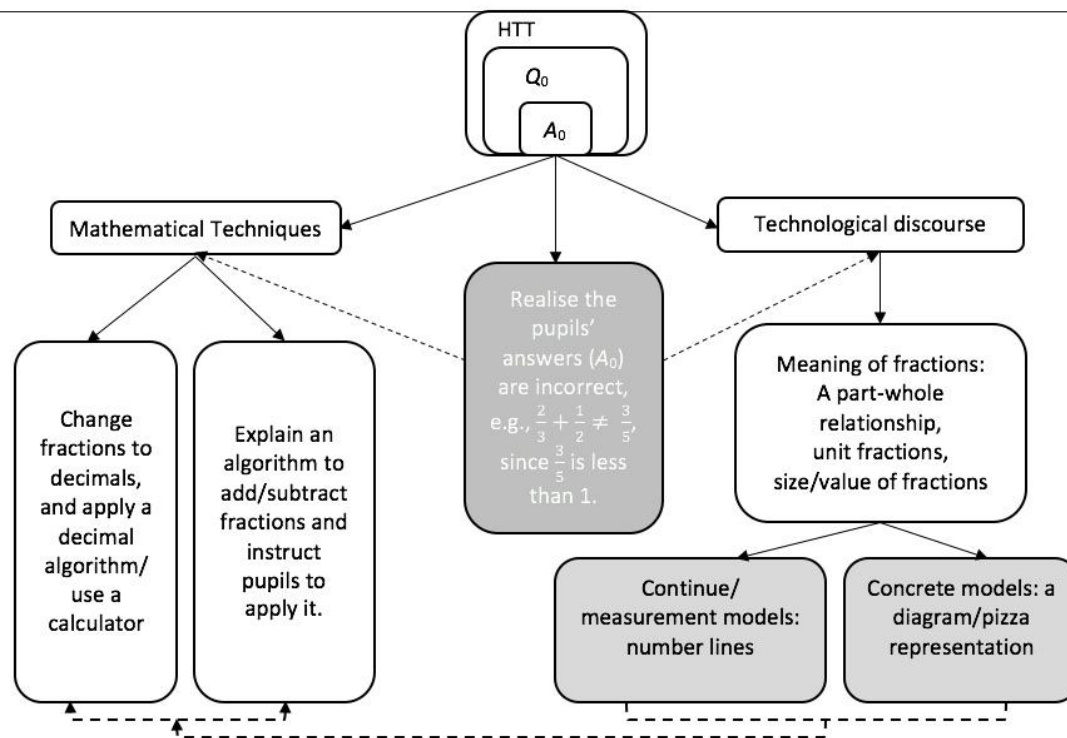 HTT
Q₀
A₀
Mathematical Techniques
Technological discourse
Realise the
pupils’
answers (A₀)
are incorrect,
e.g., 2/3 + 1/2 ≠ 3/5,
since 3/5 is less
than 1.
Change
fractions to
decimals,
and apply a
decimal
algorithm/
use a
calculator
Explain an
algorithm to
add/subtract
fractions and
instruct
pupils to
apply it.
Meaning of fractions:
A part-whole
relationship,
unit fractions,
size/value of fractions
Continue/
measurement models:
number lines
Concrete models: a
diagram/pizza
representation